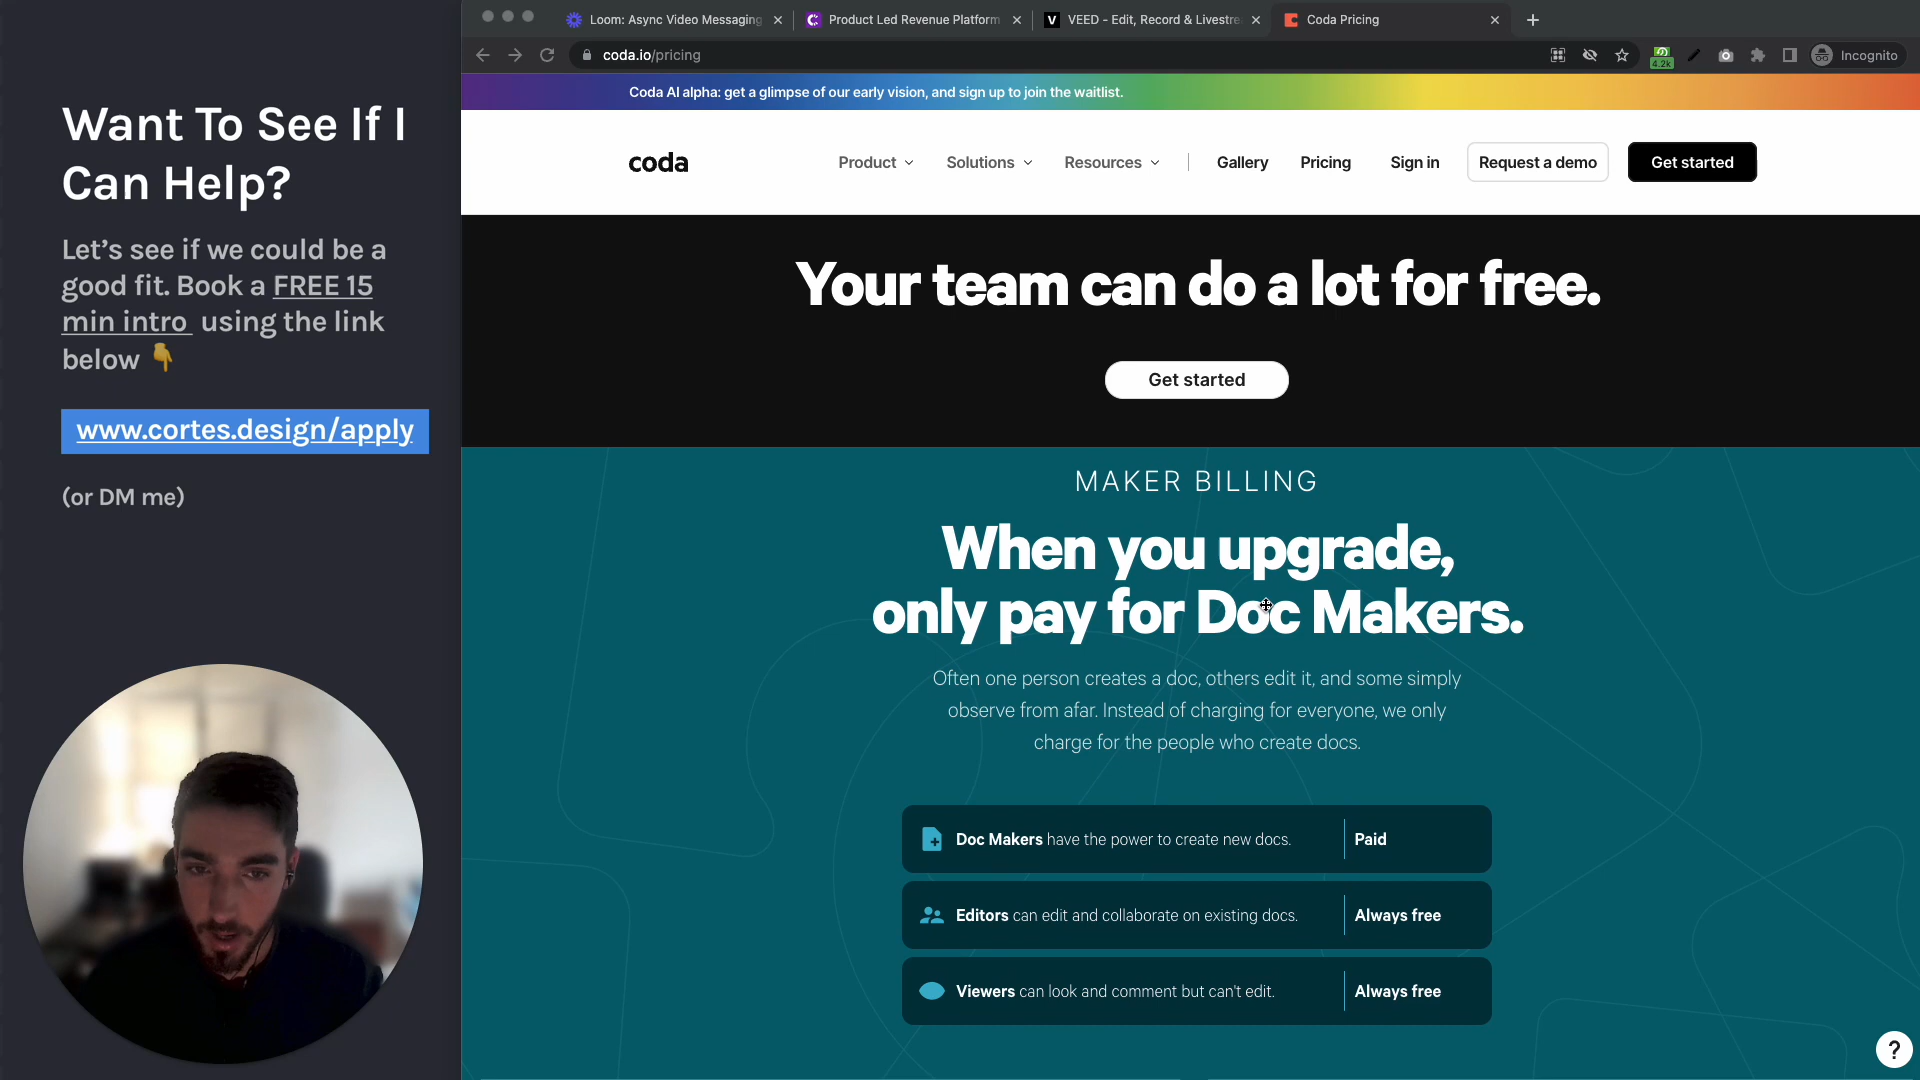 Want To See If I
Can Help?
Let’s see if we could be a
good fit. Book a FREE 15
min intro using the link
below 👇
www.cortes.design/apply
(or DM me)
Loom: Async Video Messaging
Product Led Revenue Platform
VEED - Edit, Record & Livestre
Coda Pricing
coda.io/pricing
4.2k
Incognito
Coda AI alpha: get a glimpse of our early vision, and sign up to join the waitlist.
coda
Product
Solutions
Resources
Gallery
Pricing
Sign in
Request a demo
Get started
Your team can do a lot for free.
Get started
MAKER BILLING
When you upgrade,
only pay for Doc Makers.
Often one person creates a doc, others edit it, and some simply
observe from afar. Instead of charging for everyone, we only
charge for the people who create docs.
Doc Makers have the power to create new docs. Paid
Editors can edit and collaborate on existing docs. Always free
Viewers can look and comment but can't edit. Always free
?